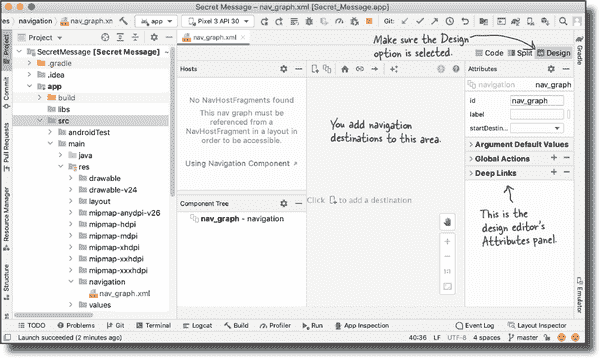 Secret Message – nav_graph.xml [Secret_Message.app]
navigation
nav_graph.xn
app
Pixel 3 API 30
Git:
Project
nav_graph.xml
Make sure the Design
option is selected.
Code
Split
Design
SecretMessage [Secret Message]
.gradle
.idea
app
build
libs
src
androidTest
main
java
res
drawable
drawable-v24
layout
mipmap-anydpi-v26
mipmap-hdpi
mipmap-mdpi
mipmap-xhdpi
mipmap-xxhdpi
mipmap-xxxhdpi
navigation
nav_graph.xml
values
Project
Commit
Pull Requests
Resource Manager
Structure
Hosts
No NavHostFragments found
This nav graph must be
referenced from a
NavHostFragment in a layout in
order to be accessible.
Using Navigation Component
Component Tree
nav_graph - navigation
You add navigation
destinations to this area.
Click to add a destination
1:1
Attributes
navigation nav_graph
id nav_graph
label
startDestin...
Argument Default Values
Global Actions
Deep Links
This is the
design editor's
Attributes panel.
Gradle
Emulator
TODO
Problems
Git
Terminal
Logcat
Build
Profiler
Run
App Inspection
Event Log
Layout Inspector
Launch succeeded (2 minutes ago)
40:36
LF
UTF-8
4 spaces
master